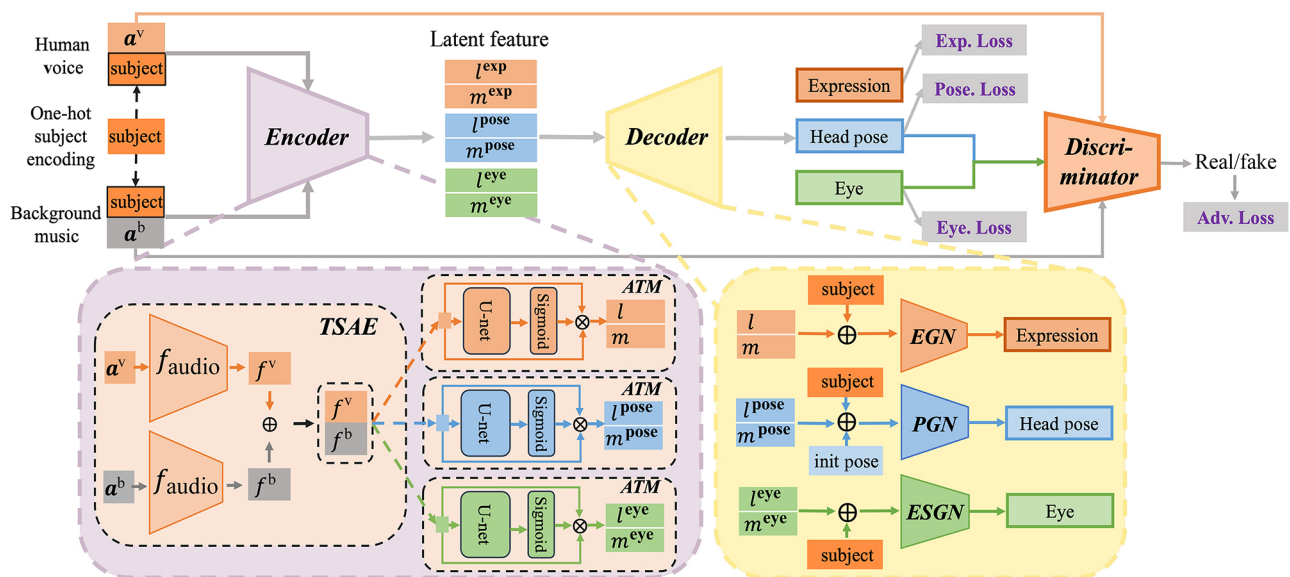 Human
voice
a^v
subject
One-hot
subject
encoding
subject
Background
music
subject
a^b
Encoder
Latent feature
l^exp
m^exp
l^pose
m^pose
l^eye
m^eye
Decoder
Expression
Head pose
Eye
Exp. Loss
Pose. Loss
Eye. Loss
Discri-
minator
Real/fake
Adv. Loss
TSAE
a^v
f_audio
f^v
⊕
a^b
f_audio
f^b
f^v
f^b
ATM
U-net
Sigmoid
⊗
l
m
ATM
U-net
Sigmoid
⊗
l^pose
m^pose
ATM
U-net
Sigmoid
⊗
l^eye
m^eye
subject
l
m
⊕
EGN
Expression
subject
l^pose
m^pose
⊕
init pose
PGN
Head pose
l^eye
m^eye
⊕
subject
ESGN
Eye